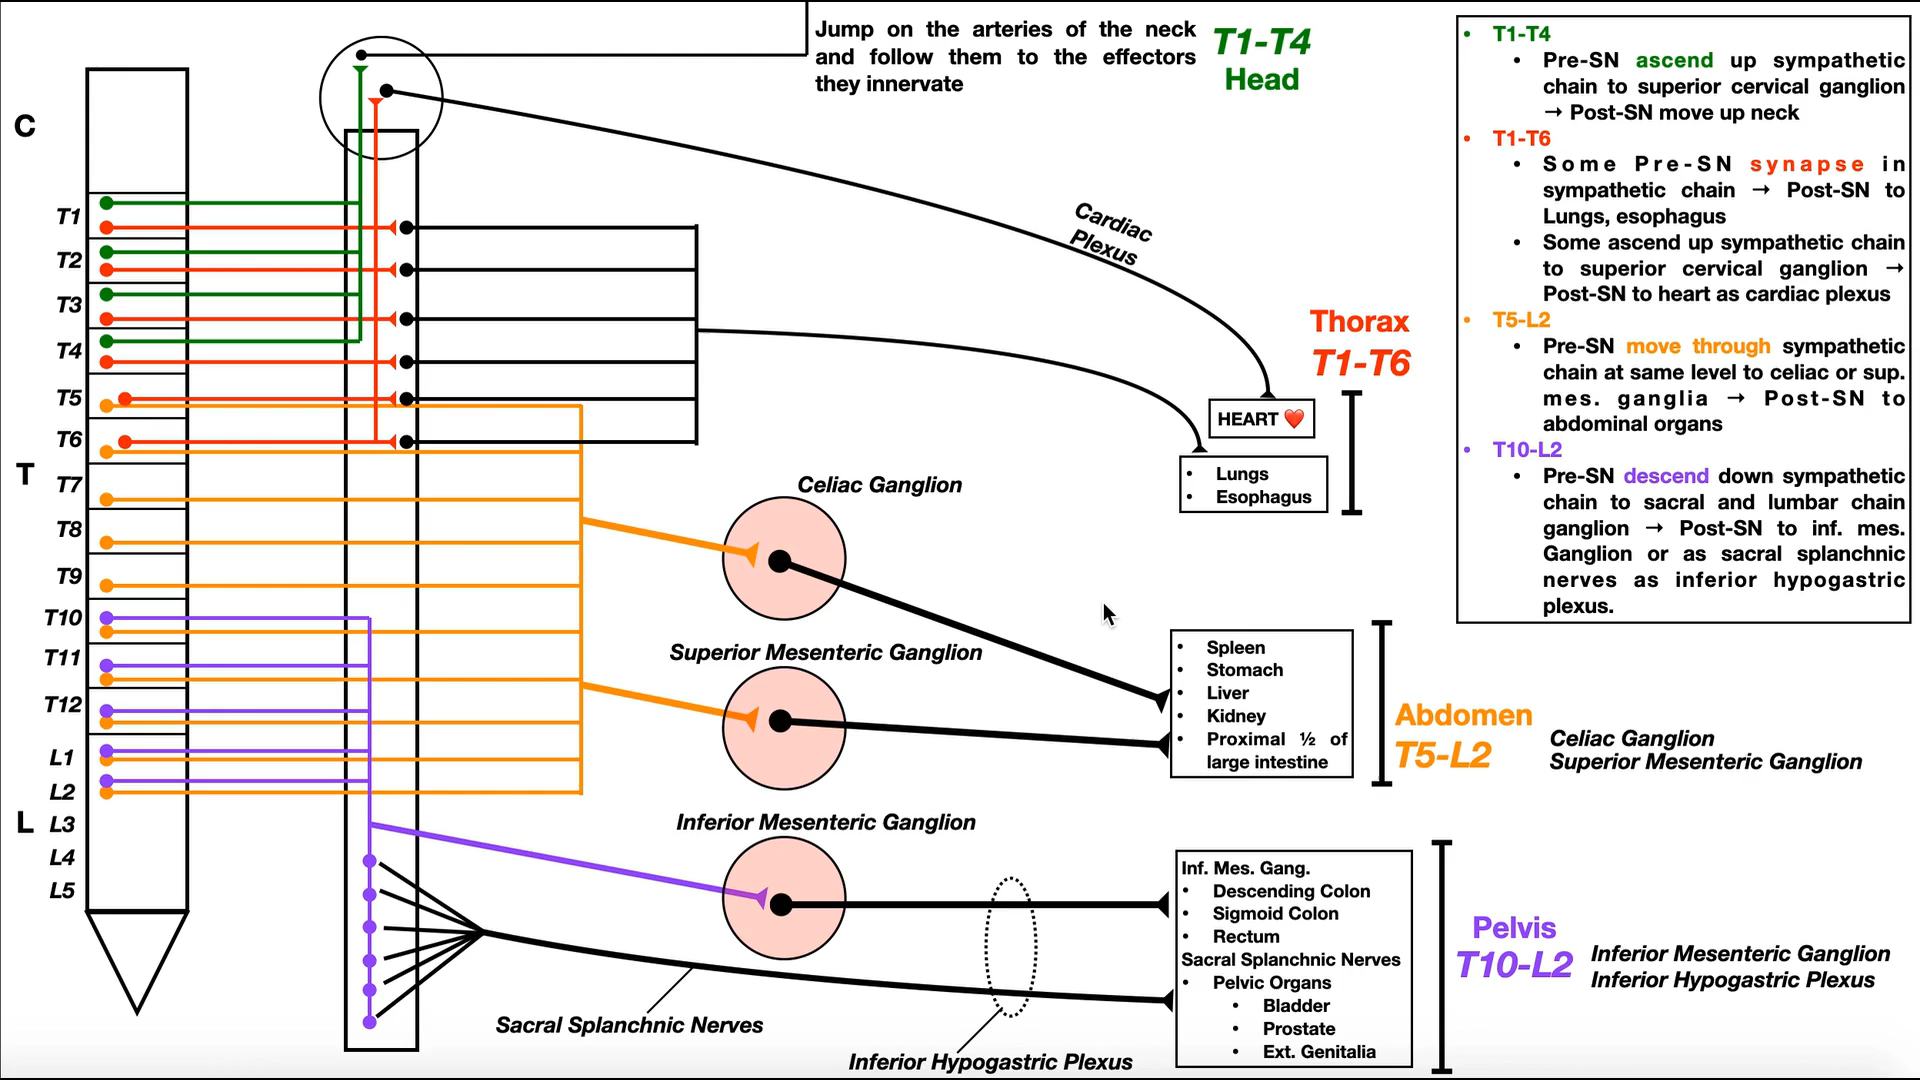 Jump on the arteries of the neck
and follow them to the effectors
they innervate
T1-T4
Head
C
T1
T2
T3
T4
T5
T6
T
T7
T8
T9
T10
T11
T12
L1
L2
L
L3
L4
L5
Cardiac
Plexus
Thorax
T1-T6
HEART ❤️
• Lungs
• Esophagus
Celiac Ganglion
Superior Mesenteric Ganglion
• Spleen
• Stomach
• Liver
• Kidney
• Proximal ½ of
large intestine
Abdomen
T5-L2
Celiac Ganglion
Superior Mesenteric Ganglion
Inferior Mesenteric Ganglion
Inf. Mes. Gang.
• Descending Colon
• Sigmoid Colon
• Rectum
Sacral Splanchnic Nerves
• Pelvic Organs
• Bladder
• Prostate
• Ext. Genitalia
Pelvis
T10-L2
Inferior Mesenteric Ganglion
Inferior Hypogastric Plexus
Sacral Splanchnic Nerves
Inferior Hypogastric Plexus
• T1-T4
• Pre-SN ascend up sympathetic
chain to superior cervical ganglion
→ Post-SN move up neck
• T1-T6
• Some Pre-SN synapse in
sympathetic chain → Post-SN to
Lungs, esophagus
• Some ascend up sympathetic chain
to superior cervical ganglion →
Post-SN to heart as cardiac plexus
• T5-L2
• Pre-SN move through sympathetic
chain at same level to celiac or sup.
mes. ganglia → Post-SN to
abdominal organs
• T10-L2
• Pre-SN descend down sympathetic
chain to sacral and lumbar chain
ganglion → Post-SN to inf. mes.
Ganglion or as sacral splanchnic
nerves as inferior hypogastric
plexus.